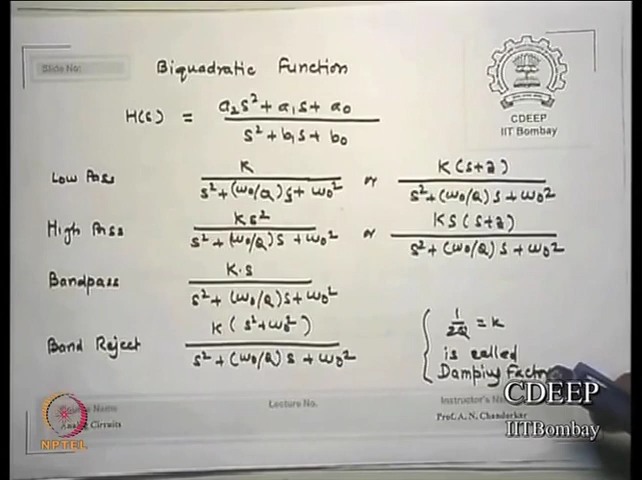 Slide No:
Biquadratic Function
CDEEP
IIT Bombay
H(s) = a₂s² + a₁s + a₀ / s² + b₁s + b₀
Low Pass K / s² + (ω₀/Q)s + ω₀² or K(s+z) / s² + (ω₀/Q)s + ω₀²
High Pass Ks² / s² + (ω₀/Q)s + ω₀² or Ks(s+z) / s² + (ω₀/Q)s + ω₀²
Bandpass K·s / s² + (ω₀/Q)s + ω₀²
Band Reject K(s²+ω₀²) / s² + (ω₀/Q)s + ω₀²
1/2Q = k
is called
Damping Factor
CDEEP
IIT Bombay
Name
Circuits
Lecture No.
Instructor's
Prof. A. N. Chandorkar
NPTEL